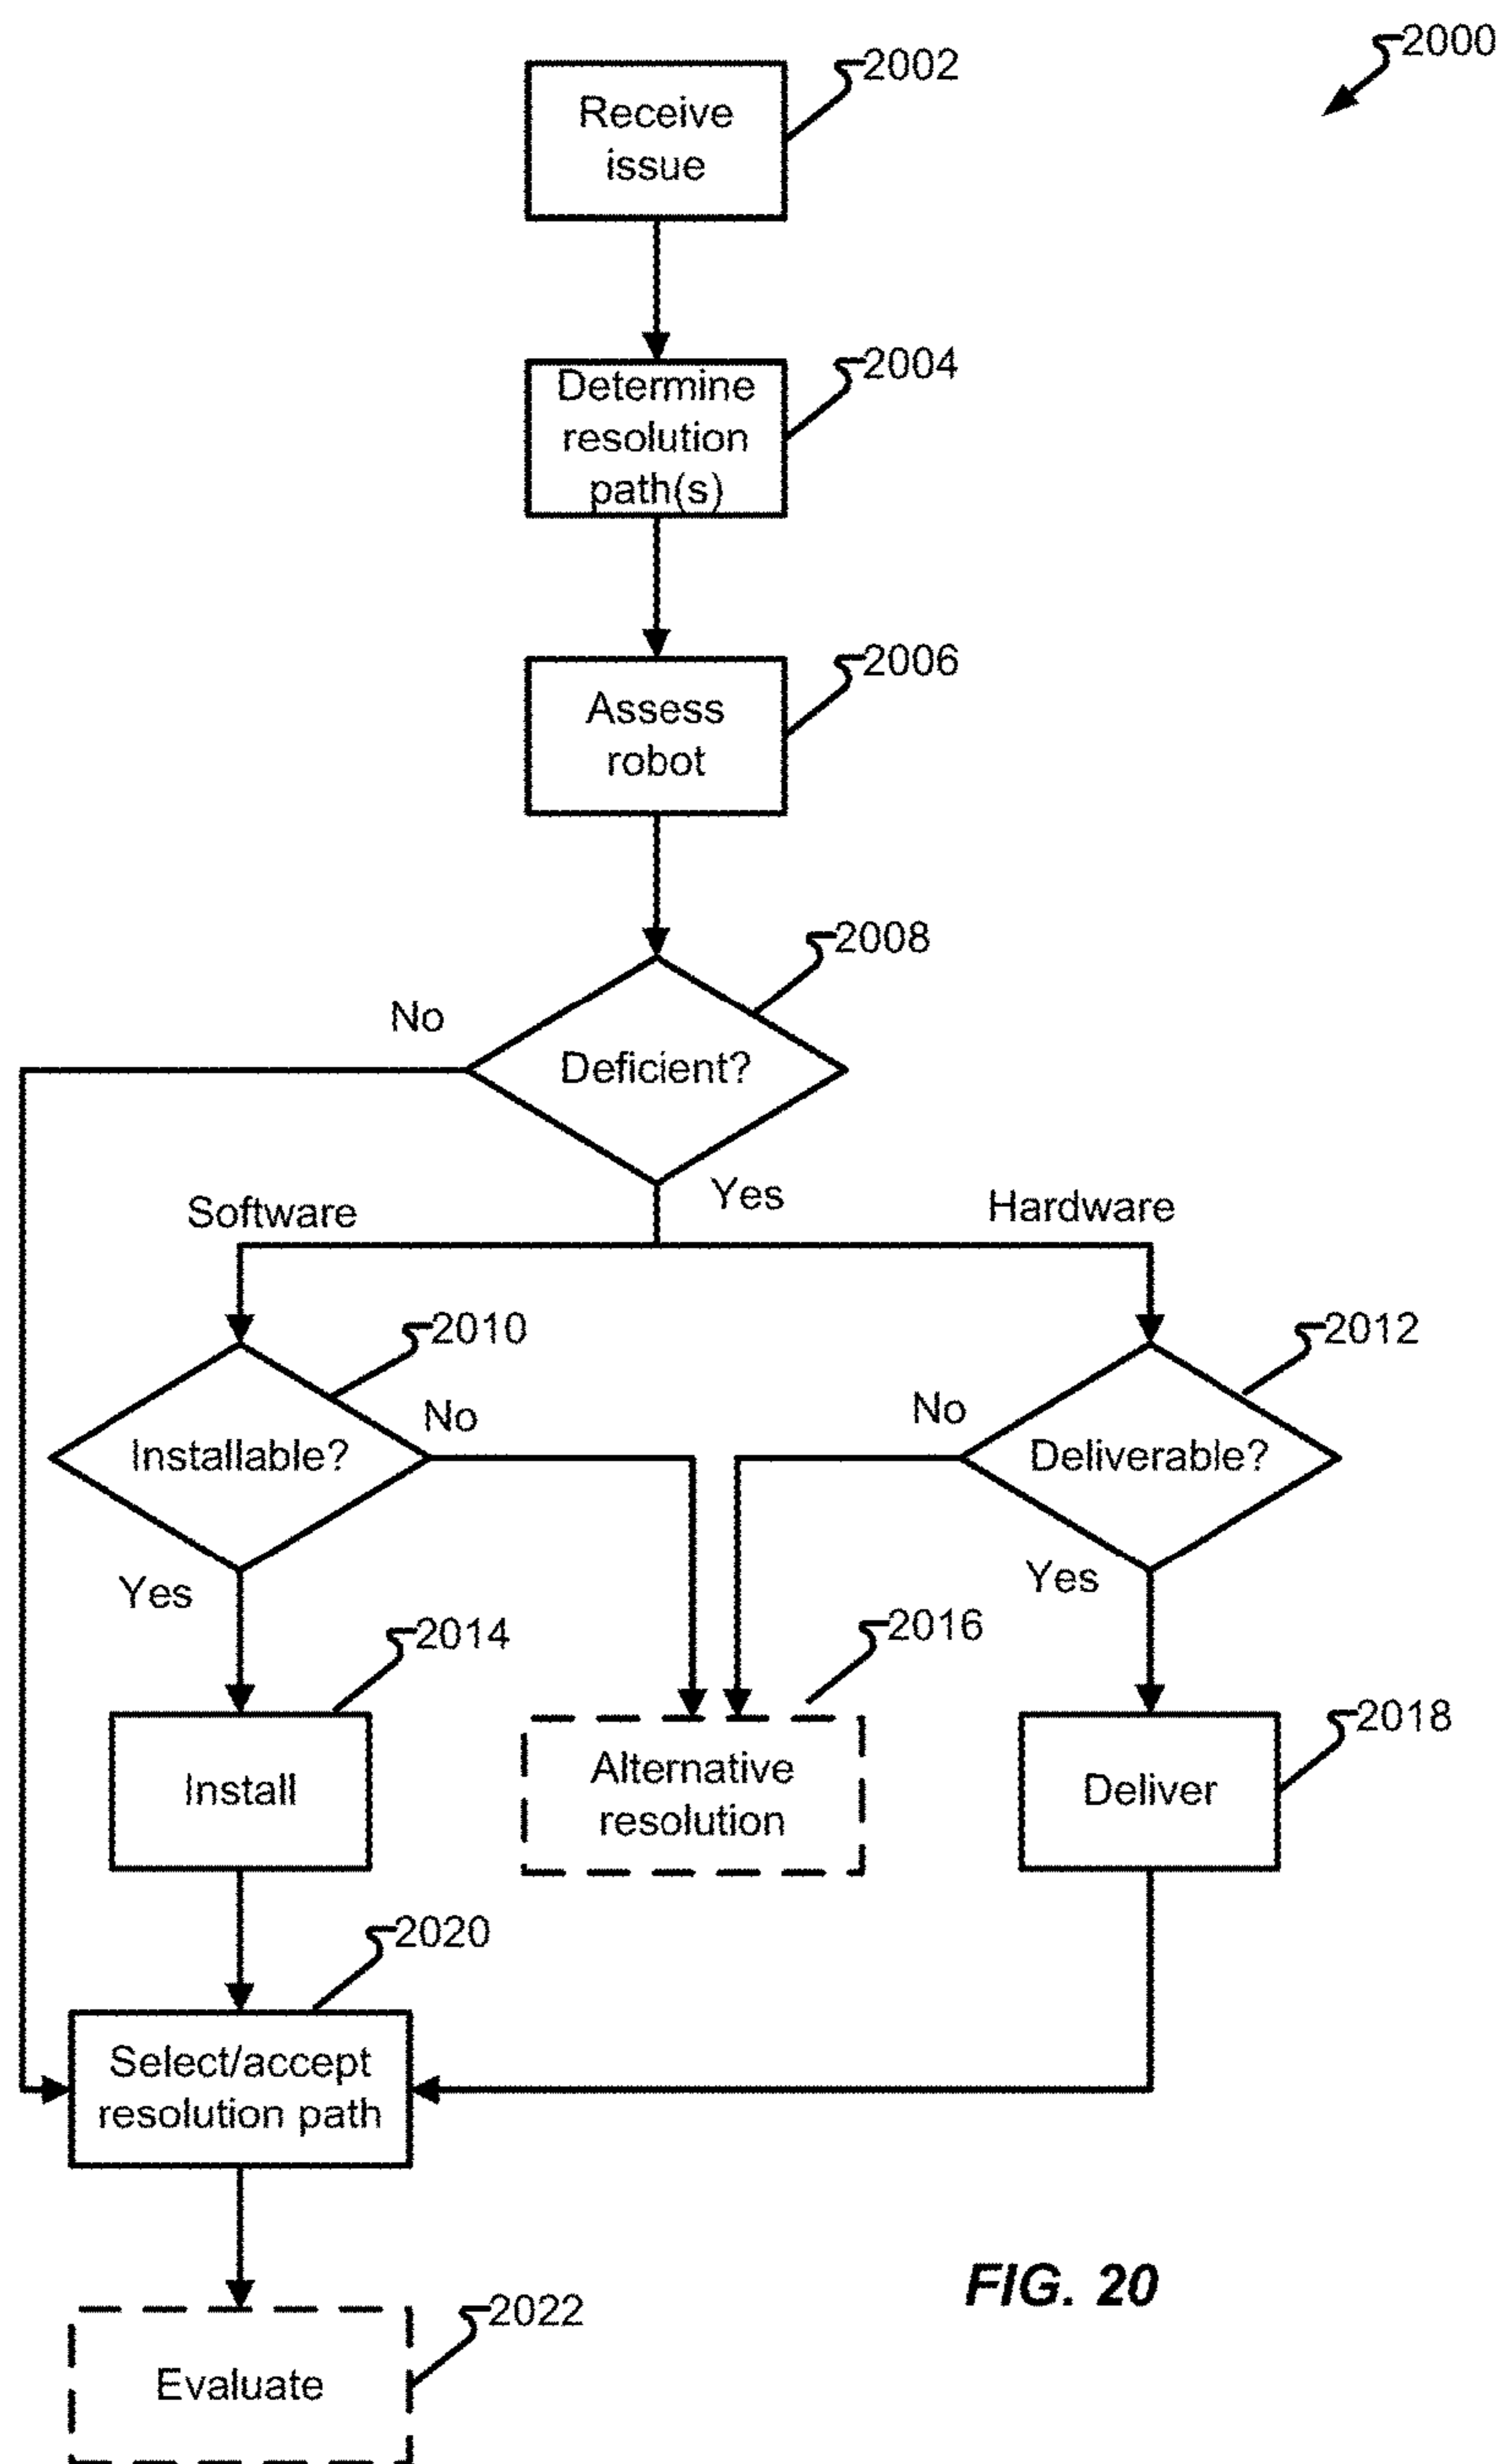 2000
2002
Receive
issue
2004
Determine
resolution
path(s)
2006
Assess
robot
2008
No
Deficient?
Yes
Software
Hardware
2010
2012
No
No
Installable?
Deliverable?
Yes
Yes
2014
2016
2018
Install
Alternative
resolution
Deliver
2020
Select/accept
resolution path
FIG. 20
2022
Evaluate